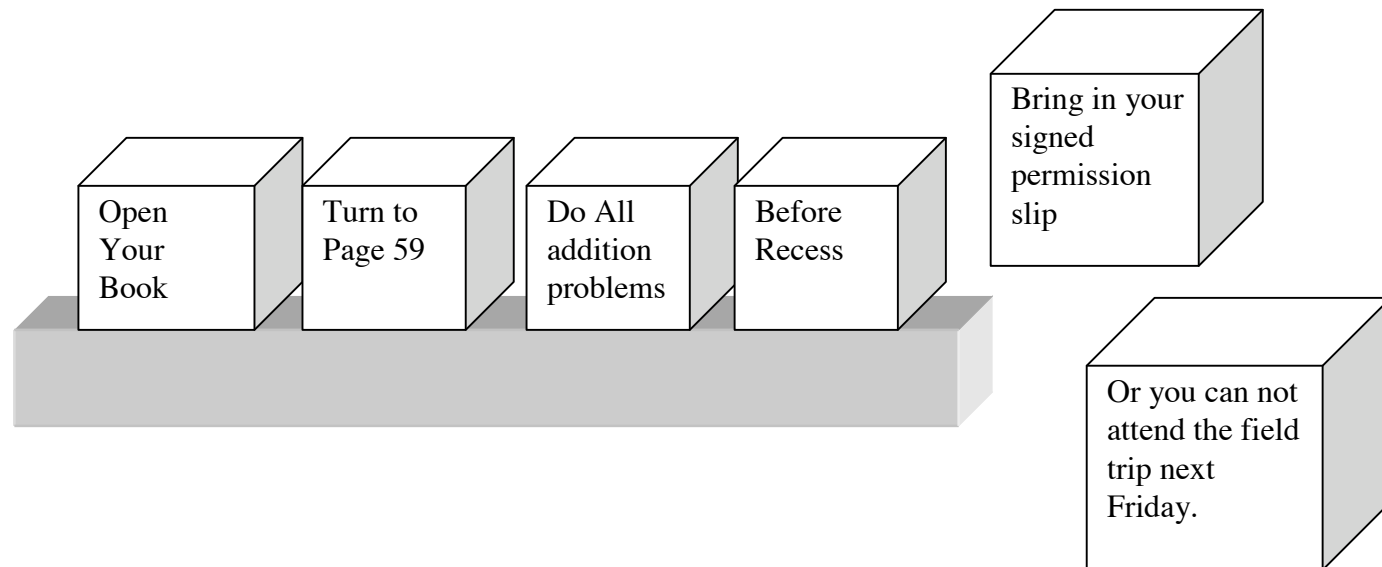 Open
Your
Book
Turn to
Page 59
Do All
addition
problems
Before
Recess
Bring in your
signed
permission
slip
Or you can not
attend the field
trip next
Friday.